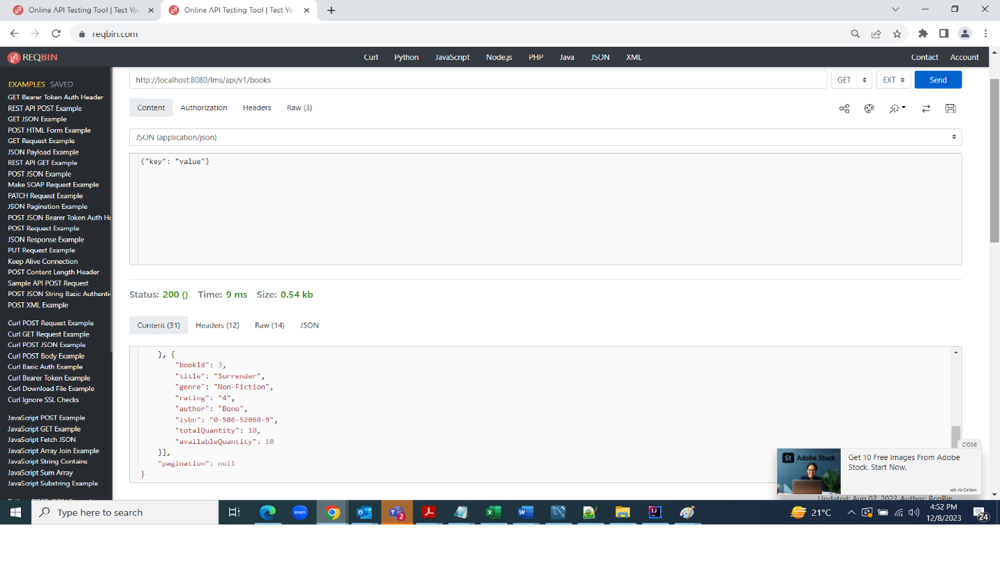 Online API Testing Tool | Test You
Online API Testing Tool | Test You
reqbin.com
REQBIN
Curl Python JavaScript Node.js PHP Java JSON XML
Contact Account
EXAMPLES SAVED
GET Bearer Token Auth Header
REST API POST Example
GET JSON Example
POST HTML Form Example
GET Request Example
JSON Payload Example
REST API GET Example
POST JSON Example
Make SOAP Request Example
PATCH Request Example
JSON Pagination Example
POST JSON Bearer Token Auth He
POST Request Example
JSON Response Example
PUT Request Example
Keep Alive Connection
POST Content Length Header
Sample API POST Request
POST JSON String Basic Authenti
POST XML Example
Curl POST Request Example
Curl GET Request Example
Curl POST JSON Example
Curl POST Body Example
Curl Basic Auth Example
Curl Bearer Token Example
Curl Download File Example
Curl Ignore SSL Checks
JavaScript POST Example
JavaScript GET Example
JavaScript Fetch JSON
JavaScript Array Join Example
JavaScript String Contains
JavaScript Sum Array
JavaScript Substring Example
http://localhost:8080/lms/api/v1/books
GET EXT Send
Content Authorization Headers Raw (3)
JSON (application/json)
{"key": "value"}
Status: 200 () Time: 9 ms Size: 0.54 kb
Content (31) Headers (12) Raw (14) JSON
}, {
"bookId": 3,
"title": "Surrender",
"genre": "Non-Fiction",
"rating": "4",
"author": "Bono",
"isbn": "0-586-52068-9",
"totalQuantity": 10,
"availableQuantity": 10
}],
"pagination": null
}
close
St Adobe Stock
Get 10 Free Images From Adobe
Stock. Start Now.
ads via Carbon
Updated: Aug 07, 2023 Author: ReqBin
Type here to search
zoom
21°C
4:52 PM
12/8/2023
24